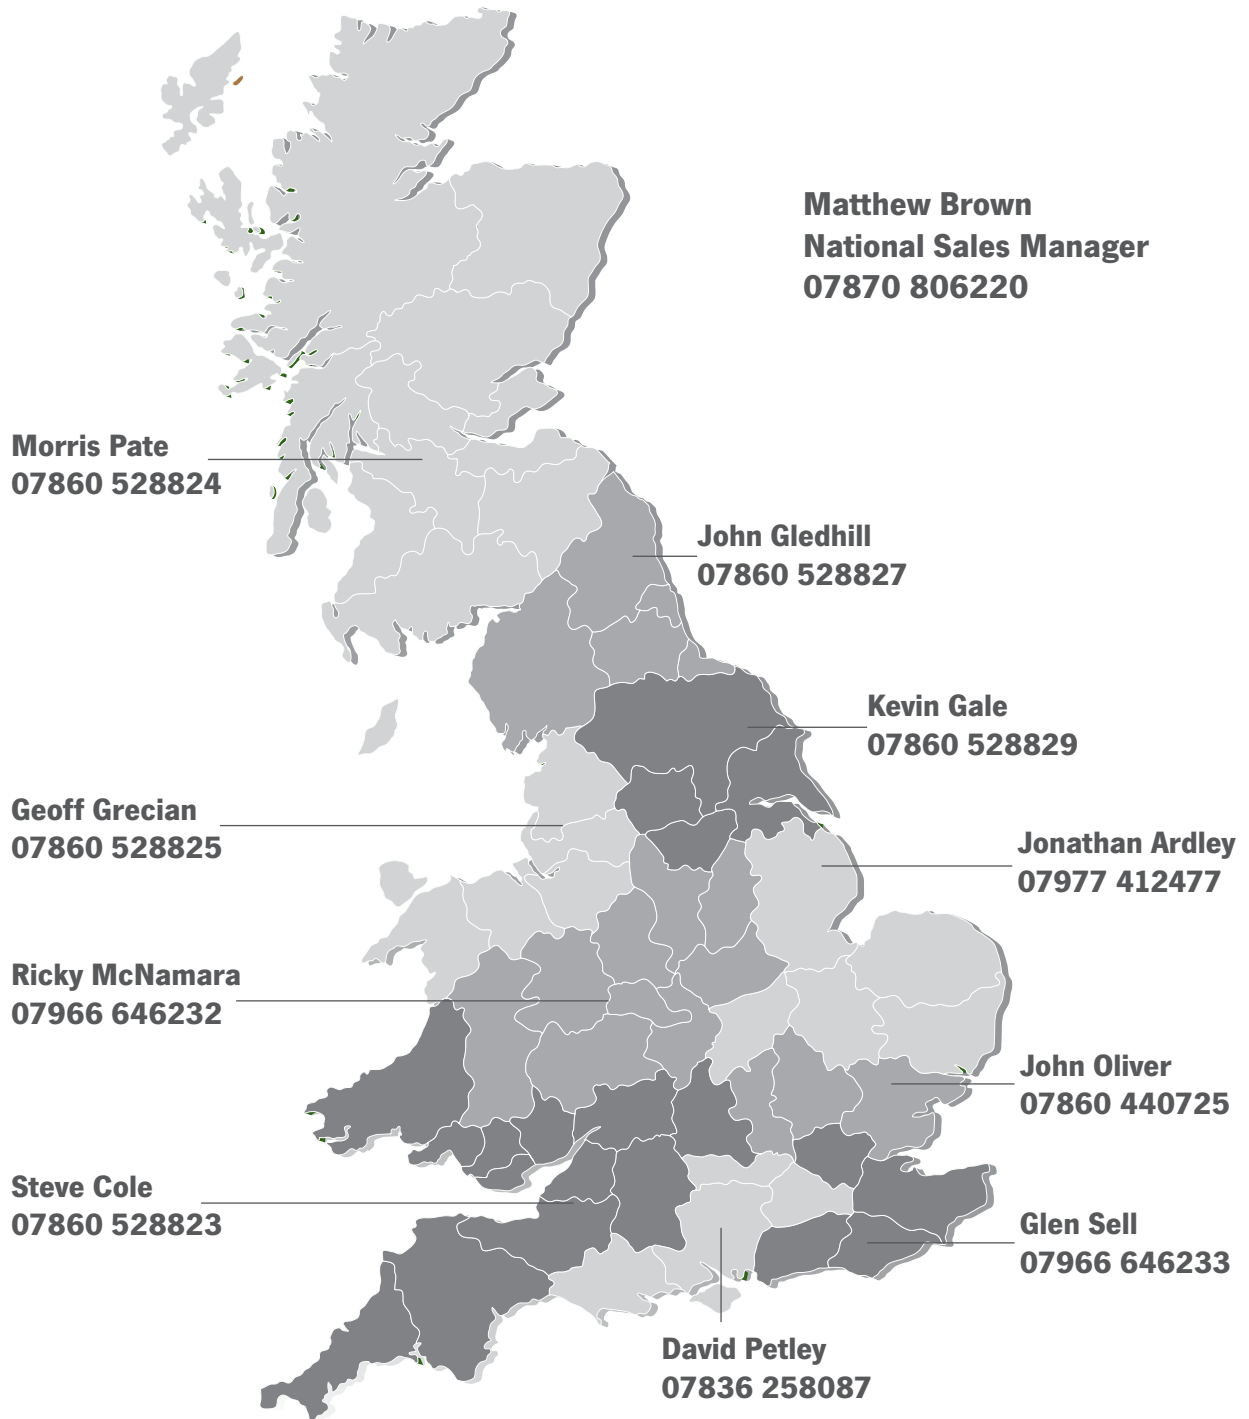 Matthew Brown
National Sales Manager
07870 806220
Morris Pate
07860 528824
John Gledhill
07860 528827
Kevin Gale
07860 528829
Geoff Grecian
07860 528825
Jonathan Ardley
07977 412477
Ricky McNamara
07966 646232
John Oliver
07860 440725
Steve Cole
07860 528823
Glen Sell
07966 646233
David Petley
07836 258087